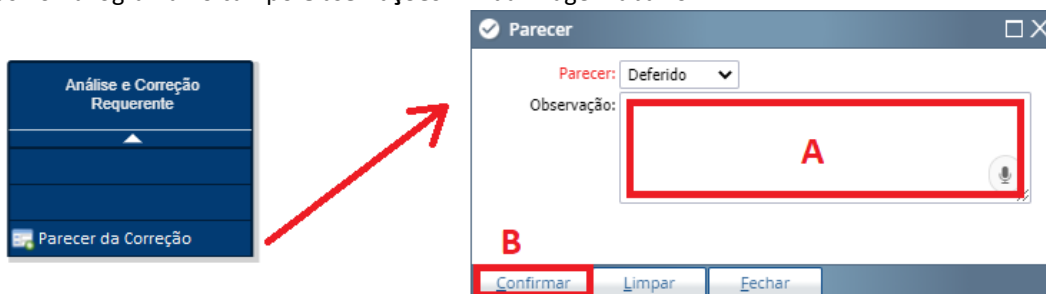 Análise e Correção
Requerente
Parecer da Correção
Parecer
Parecer: Deferido
Observação:
A
B
Confirmar Limpar Fechar